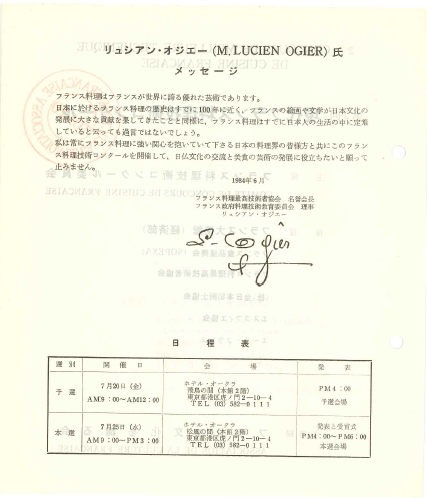 リュシアン・オジエー (M. LUCIEN OGIER) 氏
メッセージ
フランス料理はフランスが世界に誇る優れた芸術であります。
日本に於けるフランス料理の歴史はすでに100年に近く、フランスの絵画や文学が日本文化の
発展に大きな貢献を果してきたことと同様に、フランス料理はすでに日本人の生活の中に定着
していると云っても過言ではないでしょう。
私は常にフランス料理に強い関心を抱いていて下さる日本の料理界の皆様方と共にこのフラン
ス料理技術コンクールを開催して、日仏文化の交流と美食の芸術の発展に役立ちたいと願って
止みません。
1984年6月
フランス料理最高技術者協会 名誉会長
フランス政府料理技術教育委員会 理事
リュシアン・オジエー
L. Ogier
日程表
選別 開催日 会場 発表
予選 7月20日(金) AM9:00〜AM12:00 ホテル・オークラ PM4:00
飛鳥の間 (本館2階)
東京都港区虎ノ門2-10-4 予選会場
TEL (03) 582-0111
本選 7月25日(水) AM9:00〜PM3:00 ホテル・オークラ 発表と受賞式
松風の間 (本館2階) PM4:00〜PM6:00
東京都港区虎ノ門2-10-4 本選会場
TEL (03) 582-0111